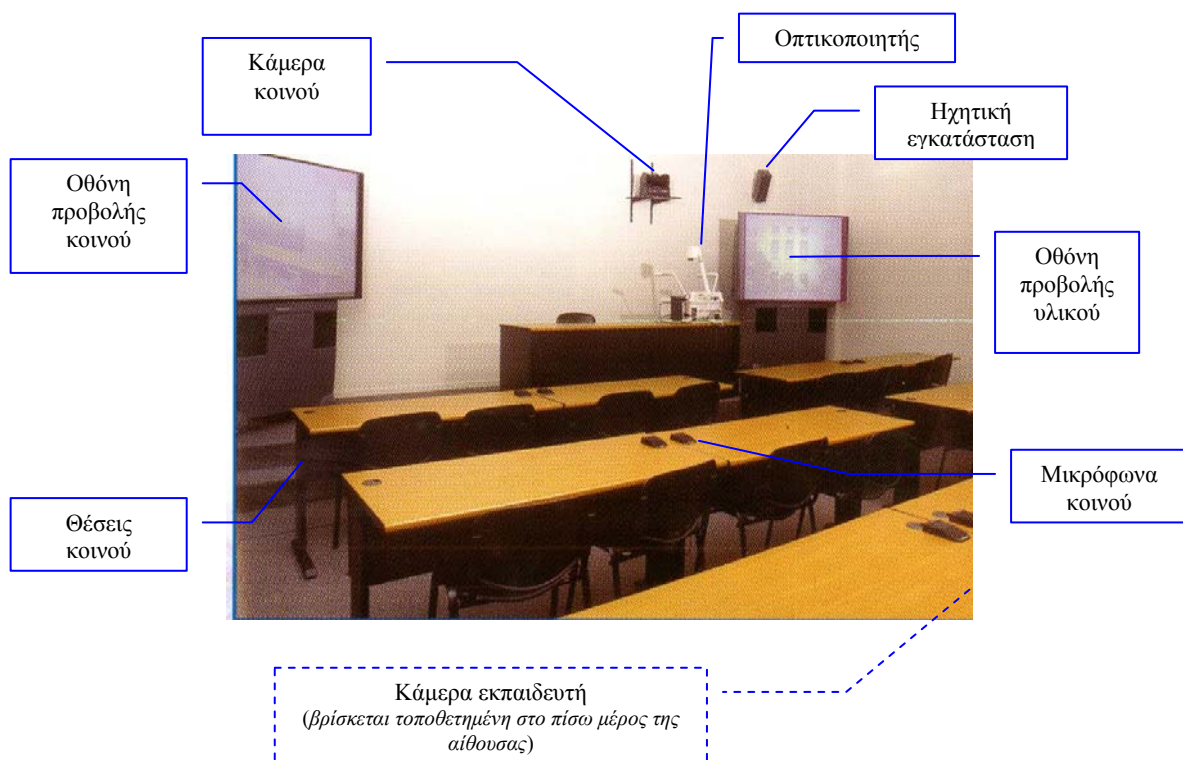 Οπτικοποιητής
Κάμερα
κοινού
Ηχητική
εγκατάσταση
Οθόνη
προβολής
κοινού
Οθόνη
προβολής
υλικού
Μικρόφωνα
κοινού
Θέσεις
κοινού
Κάμερα εκπαιδευτή
(βρίσκεται τοποθετημένη στο πίσω μέρος της
αίθουσας)